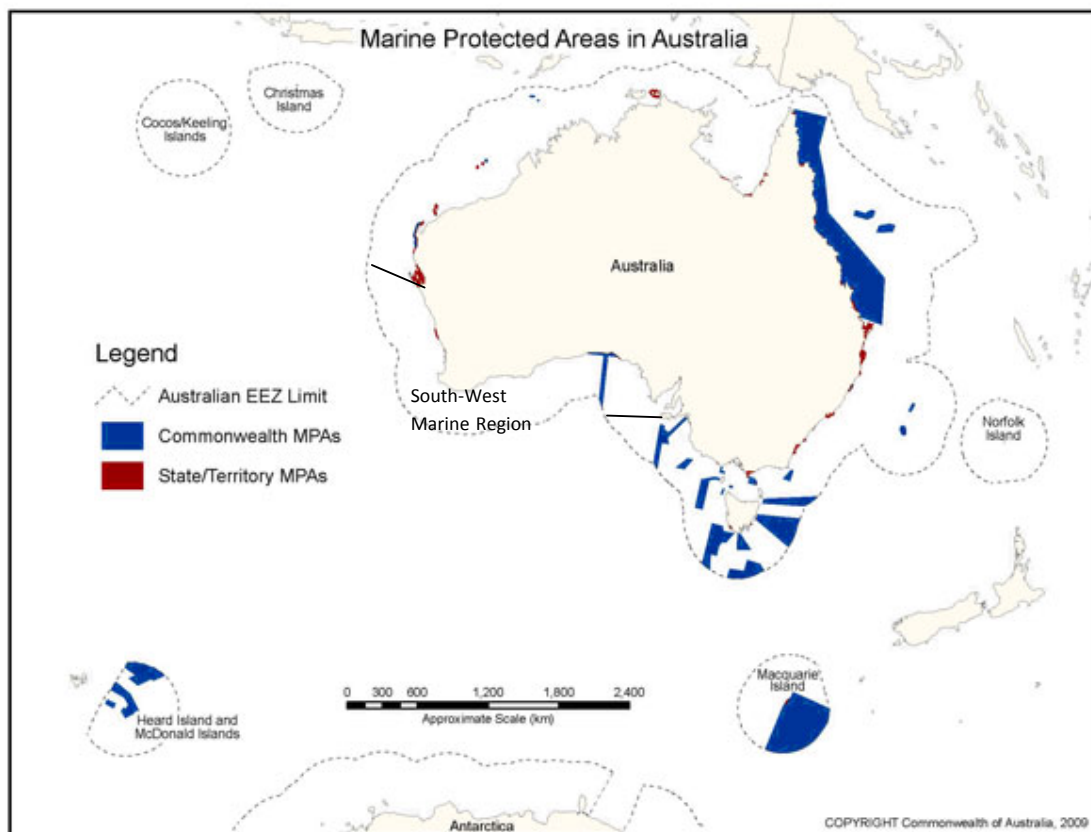 Marine Protected Areas in Australia
Christmas
Island
Cocos/Keeling
Islands
Australia
Legend
Australian EEZ Limit
Commonwealth MPAs
State/Territory MPAs
South-West
Marine Region
Norfolk
Island
Macquarie
Island
Heard Island and
McDonald Islands
0 300 600 1,200 1,800 2,400
Approximate Scale (km)
Antarctica
COPYRIGHT Commonwealth of Australia, 2009